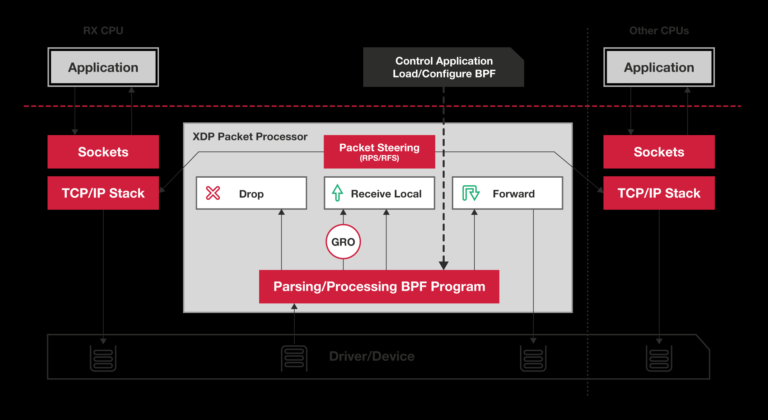 RX CPU
Other CPUs
Application
Control Application
Load/Configure BPF
Application
XDP Packet Processor
Sockets
Packet Steering
(RPS/RFS)
Sockets
TCP/IP Stack
Drop
Receive Local
Forward
TCP/IP Stack
GRO
Parsing/Processing BPF Program
Driver/Device